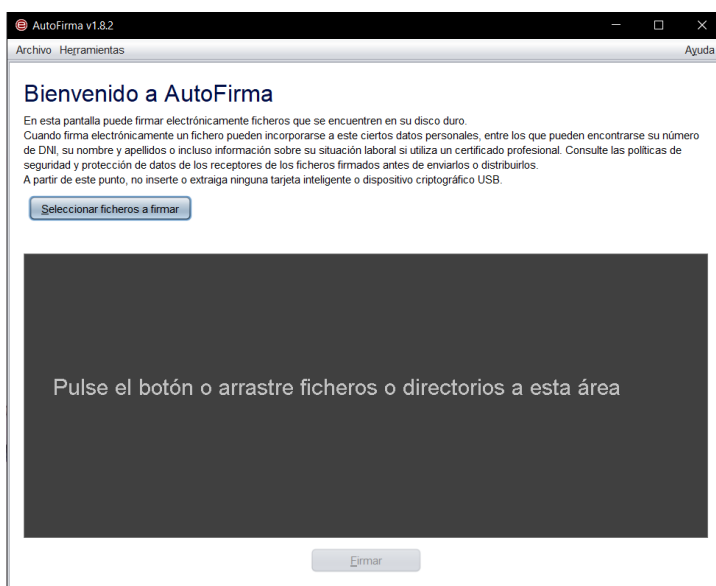 AutoFirma v1.8.2
Archivo Herramientas Ayuda
Bienvenido a AutoFirma
En esta pantalla puede firmar electrónicamente ficheros que se encuentren en su disco duro.
Cuando firma electrónicamente un fichero pueden incorporarse a este ciertos datos personales, entre los que pueden encontrarse su número
de DNI, su nombre y apellidos o incluso información sobre su situación laboral si utiliza un certificado profesional. Consulte las políticas de
seguridad y protección de datos de los receptores de los ficheros firmados antes de enviarlos o distribuirlos.
A partir de este punto, no inserte o extraiga ninguna tarjeta inteligente o dispositivo criptográfico USB.
Seleccionar ficheros a firmar
Pulse el botón o arrastre ficheros o directorios a esta área
Firmar